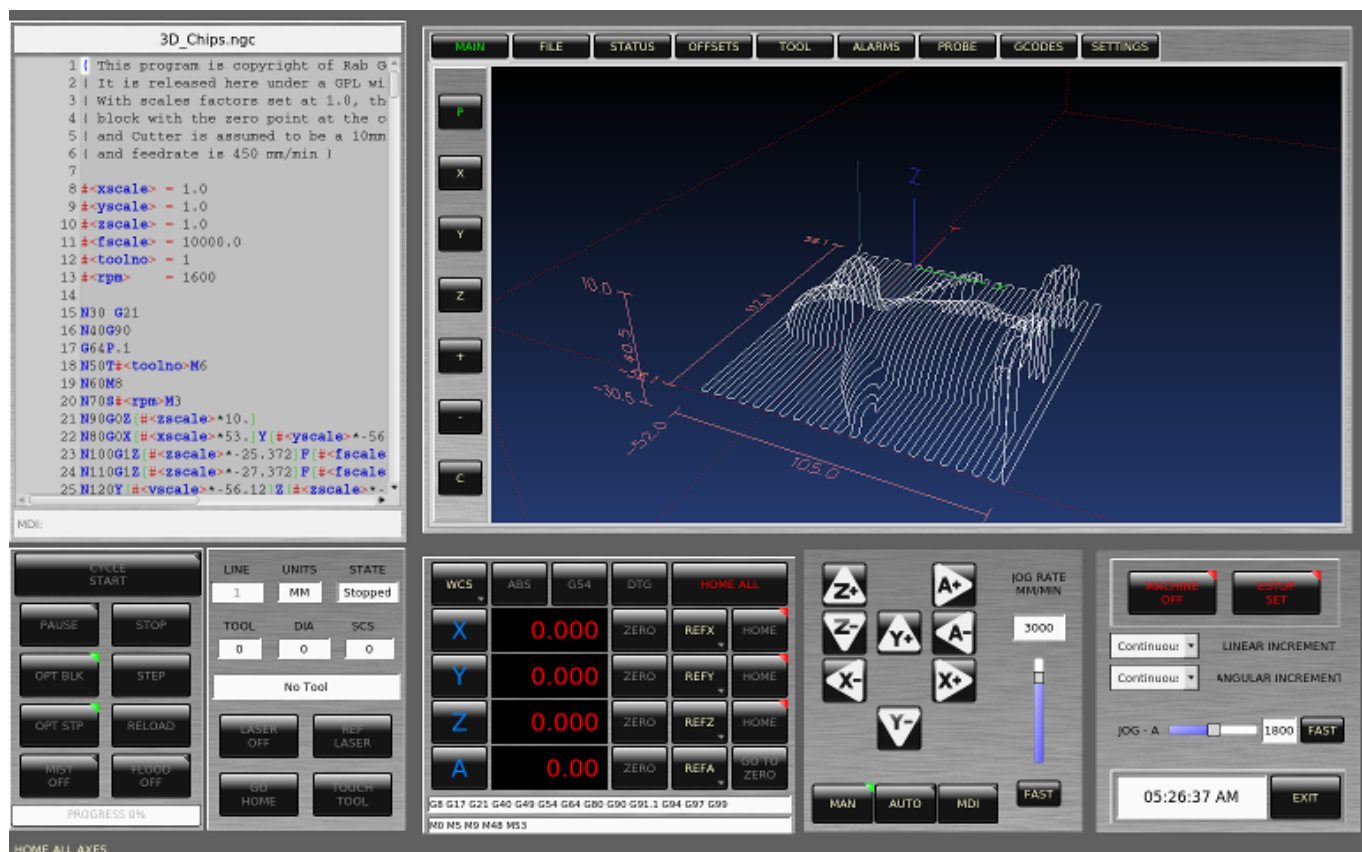 3D_Chips.ngc
1 ( This program is copyright of Rab G
2 ( It is released here under a GPL wi
3 ( With scales factors set at 1.0, th
4 ( block with the zero point at the c
5 ( and Cutter is assumed to be a 10mm
6 ( and feedrate is 450 mm/min )
7
8 #<xscale> = 1.0
9 #<yscale> = 1.0
10 #<zscale> = 1.0
11 #<fscale> = 10000.0
12 #<toolno> = 1
13 #<rpm> = 1600
14
15 N30 G21
16 N40G90
17 G64P.1
18 N50T#<toolno>M6
19 N60M8
20 N70S#<rpm>M3
21 N90G0Z[#<zscale>*10.]
22 N80G0X[#<xscale>*53.]Y[#<yscale>*-56
23 N100G1Z[#<zscale>*-25.372]F[#<fscale
24 N110G1Z[#<zscale>*-27.372]F[#<fscale
25 N120Y[#<yscale>*-56.12]Z[#<zscale>*-
MDI:
MAIN FILE STATUS OFFSETS TOOL ALARMS PROBE GCODES SETTINGS
P
X
Y
Z
+
-
C
Z
Y
10.0
40.5
-30.5
-52.0
105.0
CYCLE START
PAUSE STOP
OPT BLK STEP
OPT STP RELOAD
MIST OFF FLOOD OFF
PROGRESS 0%
LINE UNITS STATE
1 MM Stopped
TOOL DIA SCS
0 0 0
No Tool
LASER OFF REF LASER
GO HOME TOUCH TOOL
WCS ABS G54 DTG HOME ALL
X 0.000 ZERO REFX HOME
Y 0.000 ZERO REFY HOME
Z 0.000 ZERO REFZ HOME
A 0.00 ZERO REFA GO TO ZERO
G8 G17 G21 G40 G49 G54 G64 G80 G90 G91.1 G94 G97 G99
M0 M5 M9 M48 M53
Z+ A+
Z- Y+ A-
X- X+
Y-
JOG RATE
MM/MIN
3000
FAST
MAN AUTO MDI
MACHINE OFF ESTOP SET
Continuou: LINEAR INCREMENT
Continuou: ANGULAR INCREMENT
JOG - A 1800 FAST
05:26:37 AM EXIT
HOME ALL AXES